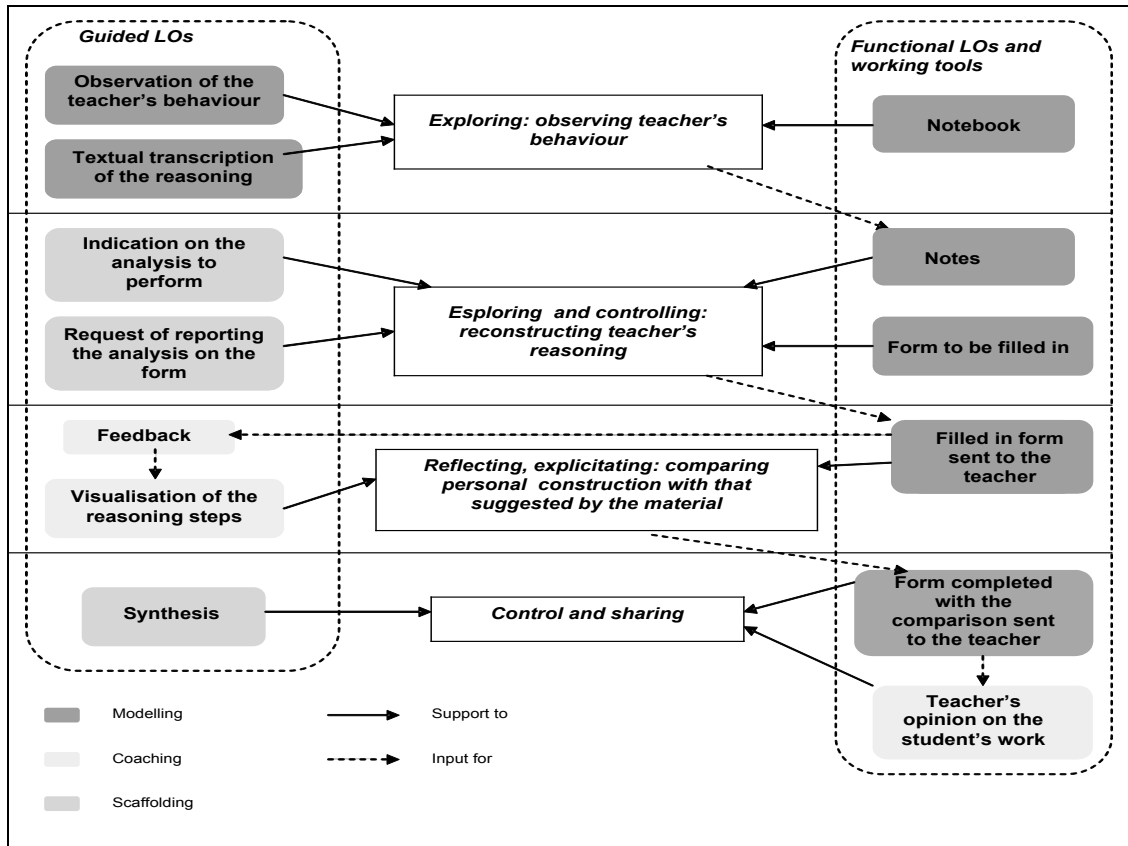 Guided LOs
Functional LOs and
working tools
Observation of the
teacher's behaviour
Textual transcription
of the reasoning
Exploring: observing teacher's
behaviour
Notebook
Indication on the
analysis to
perform
Request of reporting
the analysis on the
form
Esploring and controlling:
reconstructing teacher's
reasoning
Notes
Form to be filled in
Feedback
Visualisation of the
reasoning steps
Reflecting, explicitating: comparing
personal construction with that
suggested by the material
Filled in form
sent to the
teacher
Synthesis
Control and sharing
Form completed
with the
comparison sent
to the teacher
Teacher's
opinion on the
student's work
Modelling
Support to
Coaching
Input for
Scaffolding